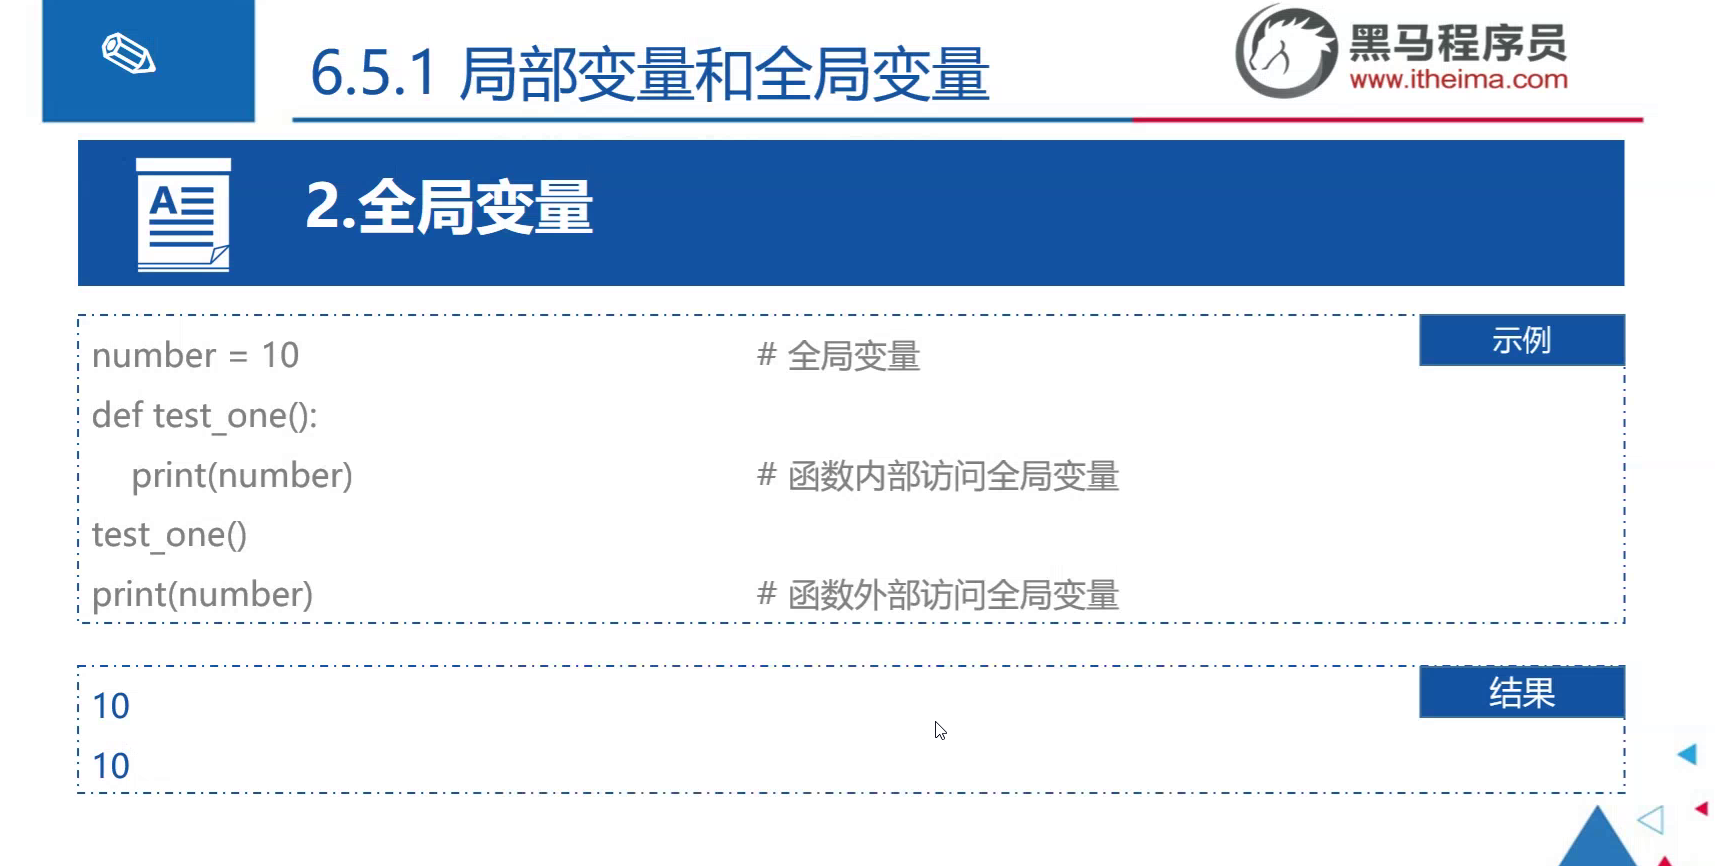 6.5.1 局部变量和全局变量
黑马程序员
www.itheima.com
A
2.全局变量
示例
number = 10 # 全局变量
def test_one():
print(number) # 函数内部访问全局变量
test_one()
print(number) # 函数外部访问全局变量
结果
10
10